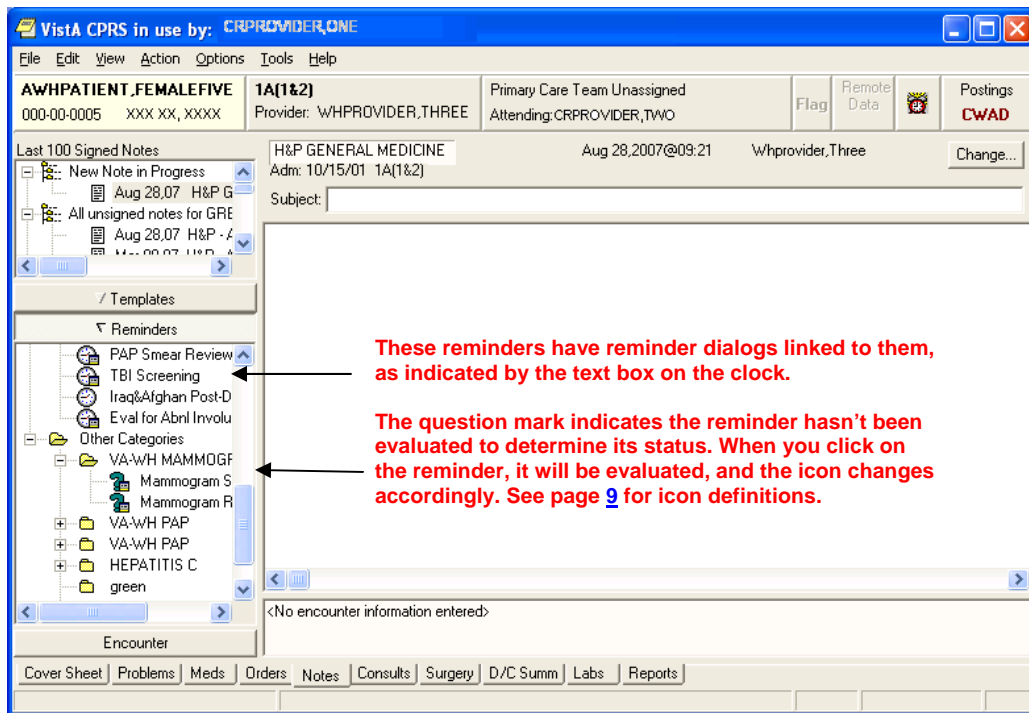 VistA CPRS in use by: CRPROVIDER,ONE
File Edit View Action Options Tools Help
AWHPATIENT,FEMALEFIVE
000-00-0005 XXX XX, XXXX
1A(1&2)
Provider: WHPROVIDER,THREE
Primary Care Team Unassigned
Attending:CRPROVIDER,TWO
Flag
Remote
Data
Postings
CWAD
Last 100 Signed Notes
New Note in Progress
Aug 28,07 H&P G
All unsigned notes for GRE
Aug 28,07 H&P - A
H&P GENERAL MEDICINE Aug 28,2007@09:21 Whprovider,Three
Change...
Adm: 10/15/01 1A(1&2)
Subject:
Templates
Reminders
PAP Smear Review
TBI Screening
Iraq&Afghan Post-D
Eval for Abnl Involu
Other Categories
VA-WH MAMMOGF
Mammogram S
Mammogram R
VA-WH PAP
VA-WH PAP
HEPATITIS C
green
These reminders have reminder dialogs linked to them,
as indicated by the text box on the clock.
The question mark indicates the reminder hasn't been
evaluated to determine its status. When you click on
the reminder, it will be evaluated, and the icon changes
accordingly. See page 9 for icon definitions.
<No encounter information entered>
Encounter
Cover Sheet Problems Meds Orders Notes Consults Surgery D/C Summ Labs Reports